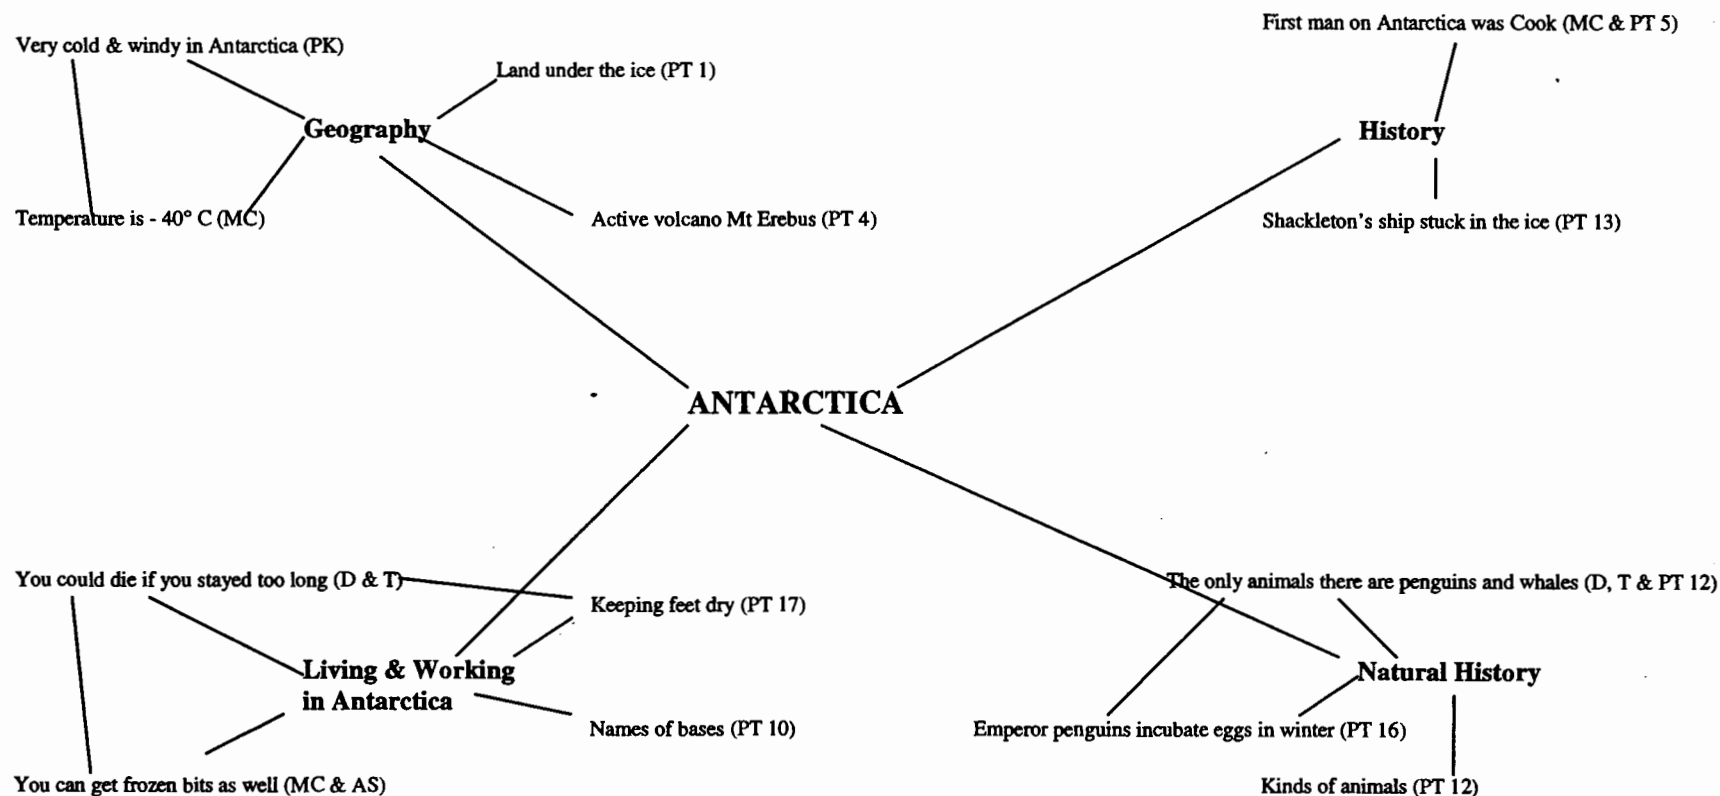 First man on Antarctica was Cook (MC & PT 5)
Very cold & windy in Antarctica (PK)
Land under the ice (PT 1)
Geography
History
Temperature is - 40° C (MC)
Active volcano Mt Erebus (PT 4)
Shackleton's ship stuck in the ice (PT 13)
ANTARCTICA
You could die if you stayed too long (D & T)
The only animals there are penguins and whales (D, T & PT 12)
Keeping feet dry (PT 17)
Living & Working
in Antarctica
Natural History
Names of bases (PT 10)
Emperor penguins incubate eggs in winter (PT 16)
You can get frozen bits as well (MC & AS)
Kinds of animals (PT 12)